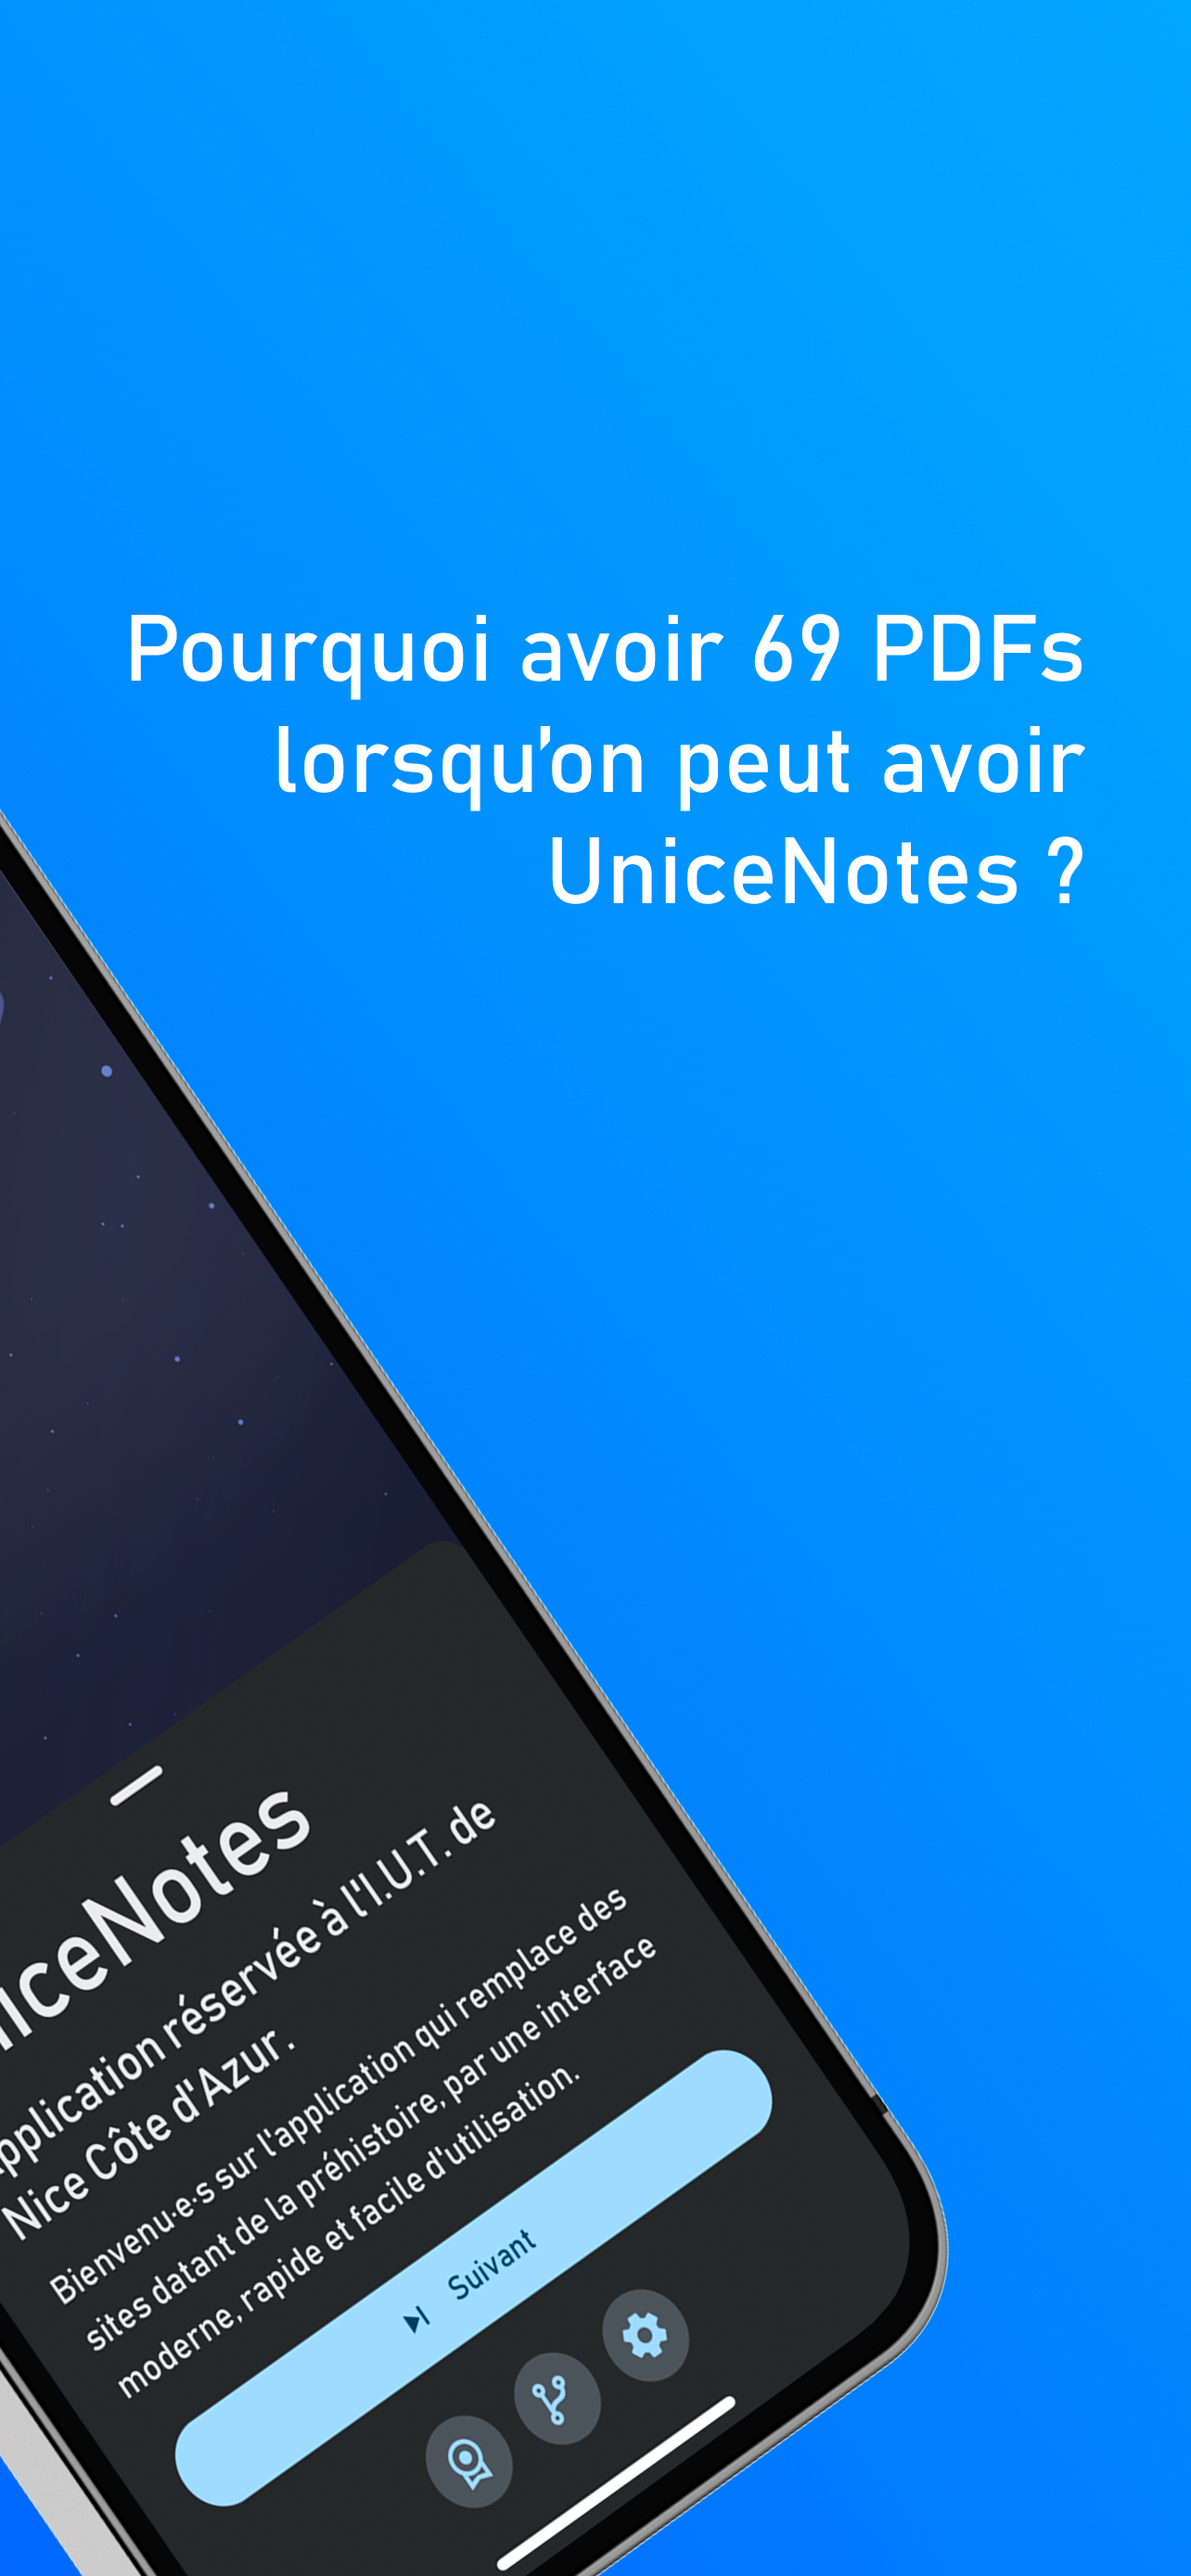 Pourquoi avoir 69 PDFs
lorsqu’on peut avoir
UniceNotes ?
iceNotes
pplication réservée à l'I.U.T. de
Nice Côte d'Azur.
Bienvenu·e·s sur l'application qui remplace des
sites datant de la préhistoire, par une interface
moderne, rapide et facile d'utilisation.
Suivant